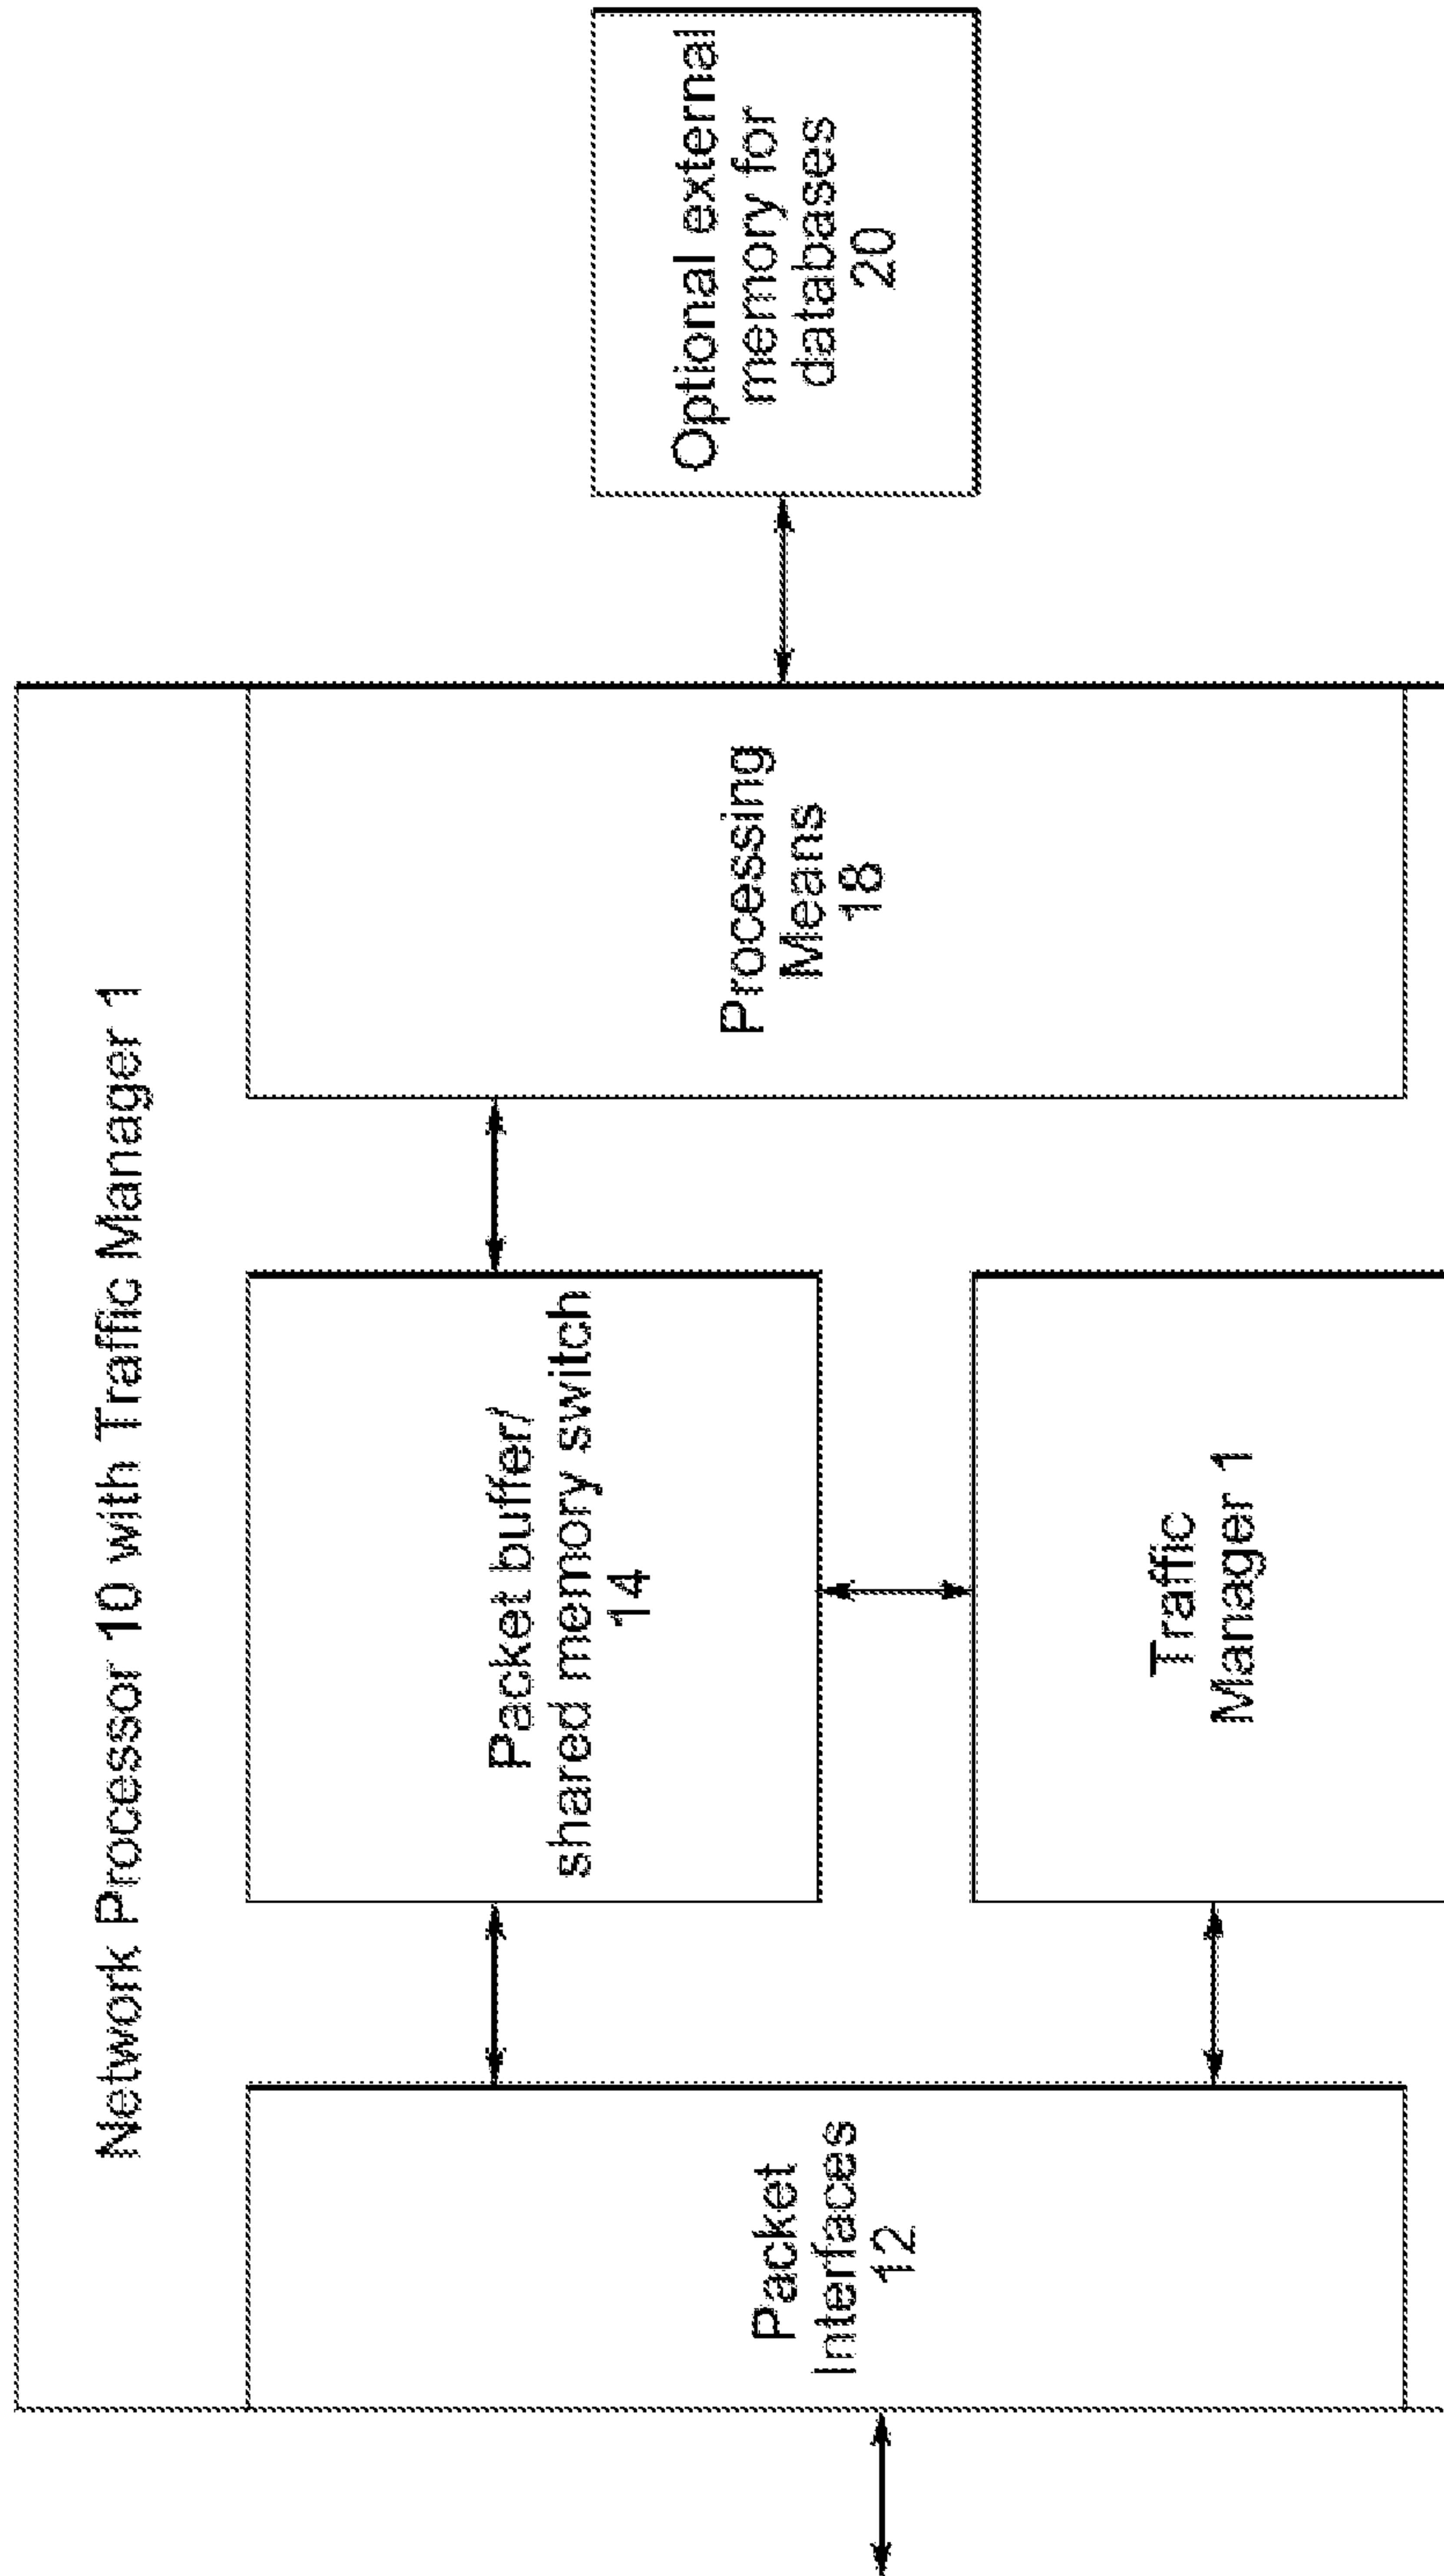 Network Processor 10 with Traffic Manager 1
Packet
Interfaces
12
Packet buffer/
shared memory switch
14
Traffic
Manager 1
Processing
Means
18
Optional external
memory for
databases
20